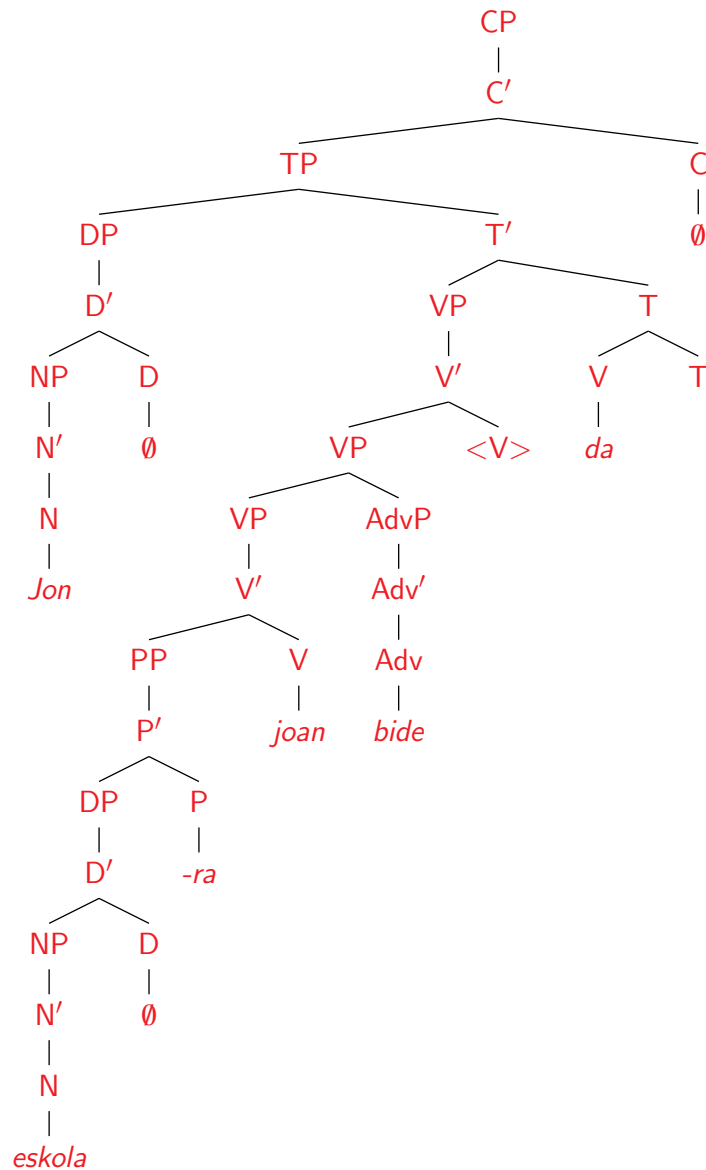 CP
C′
TP C
DP T′ ∅
D′ VP T
NP D V′ V T
N′ ∅ VP <V> da
N VP AdvP
Jon V′ Adv′
PP V Adv
P′ joan bide
DP P
D′ -ra
NP D
N′ ∅
N
eskola